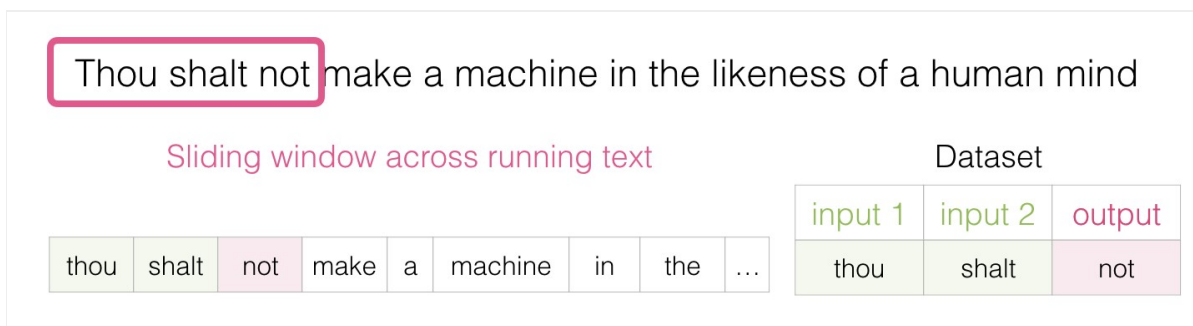 Thou shalt not make a machine in the likeness of a human mind
Sliding window across running text
thou shalt not make a machine in the ...
Dataset
input 1 input 2 output
thou shalt not